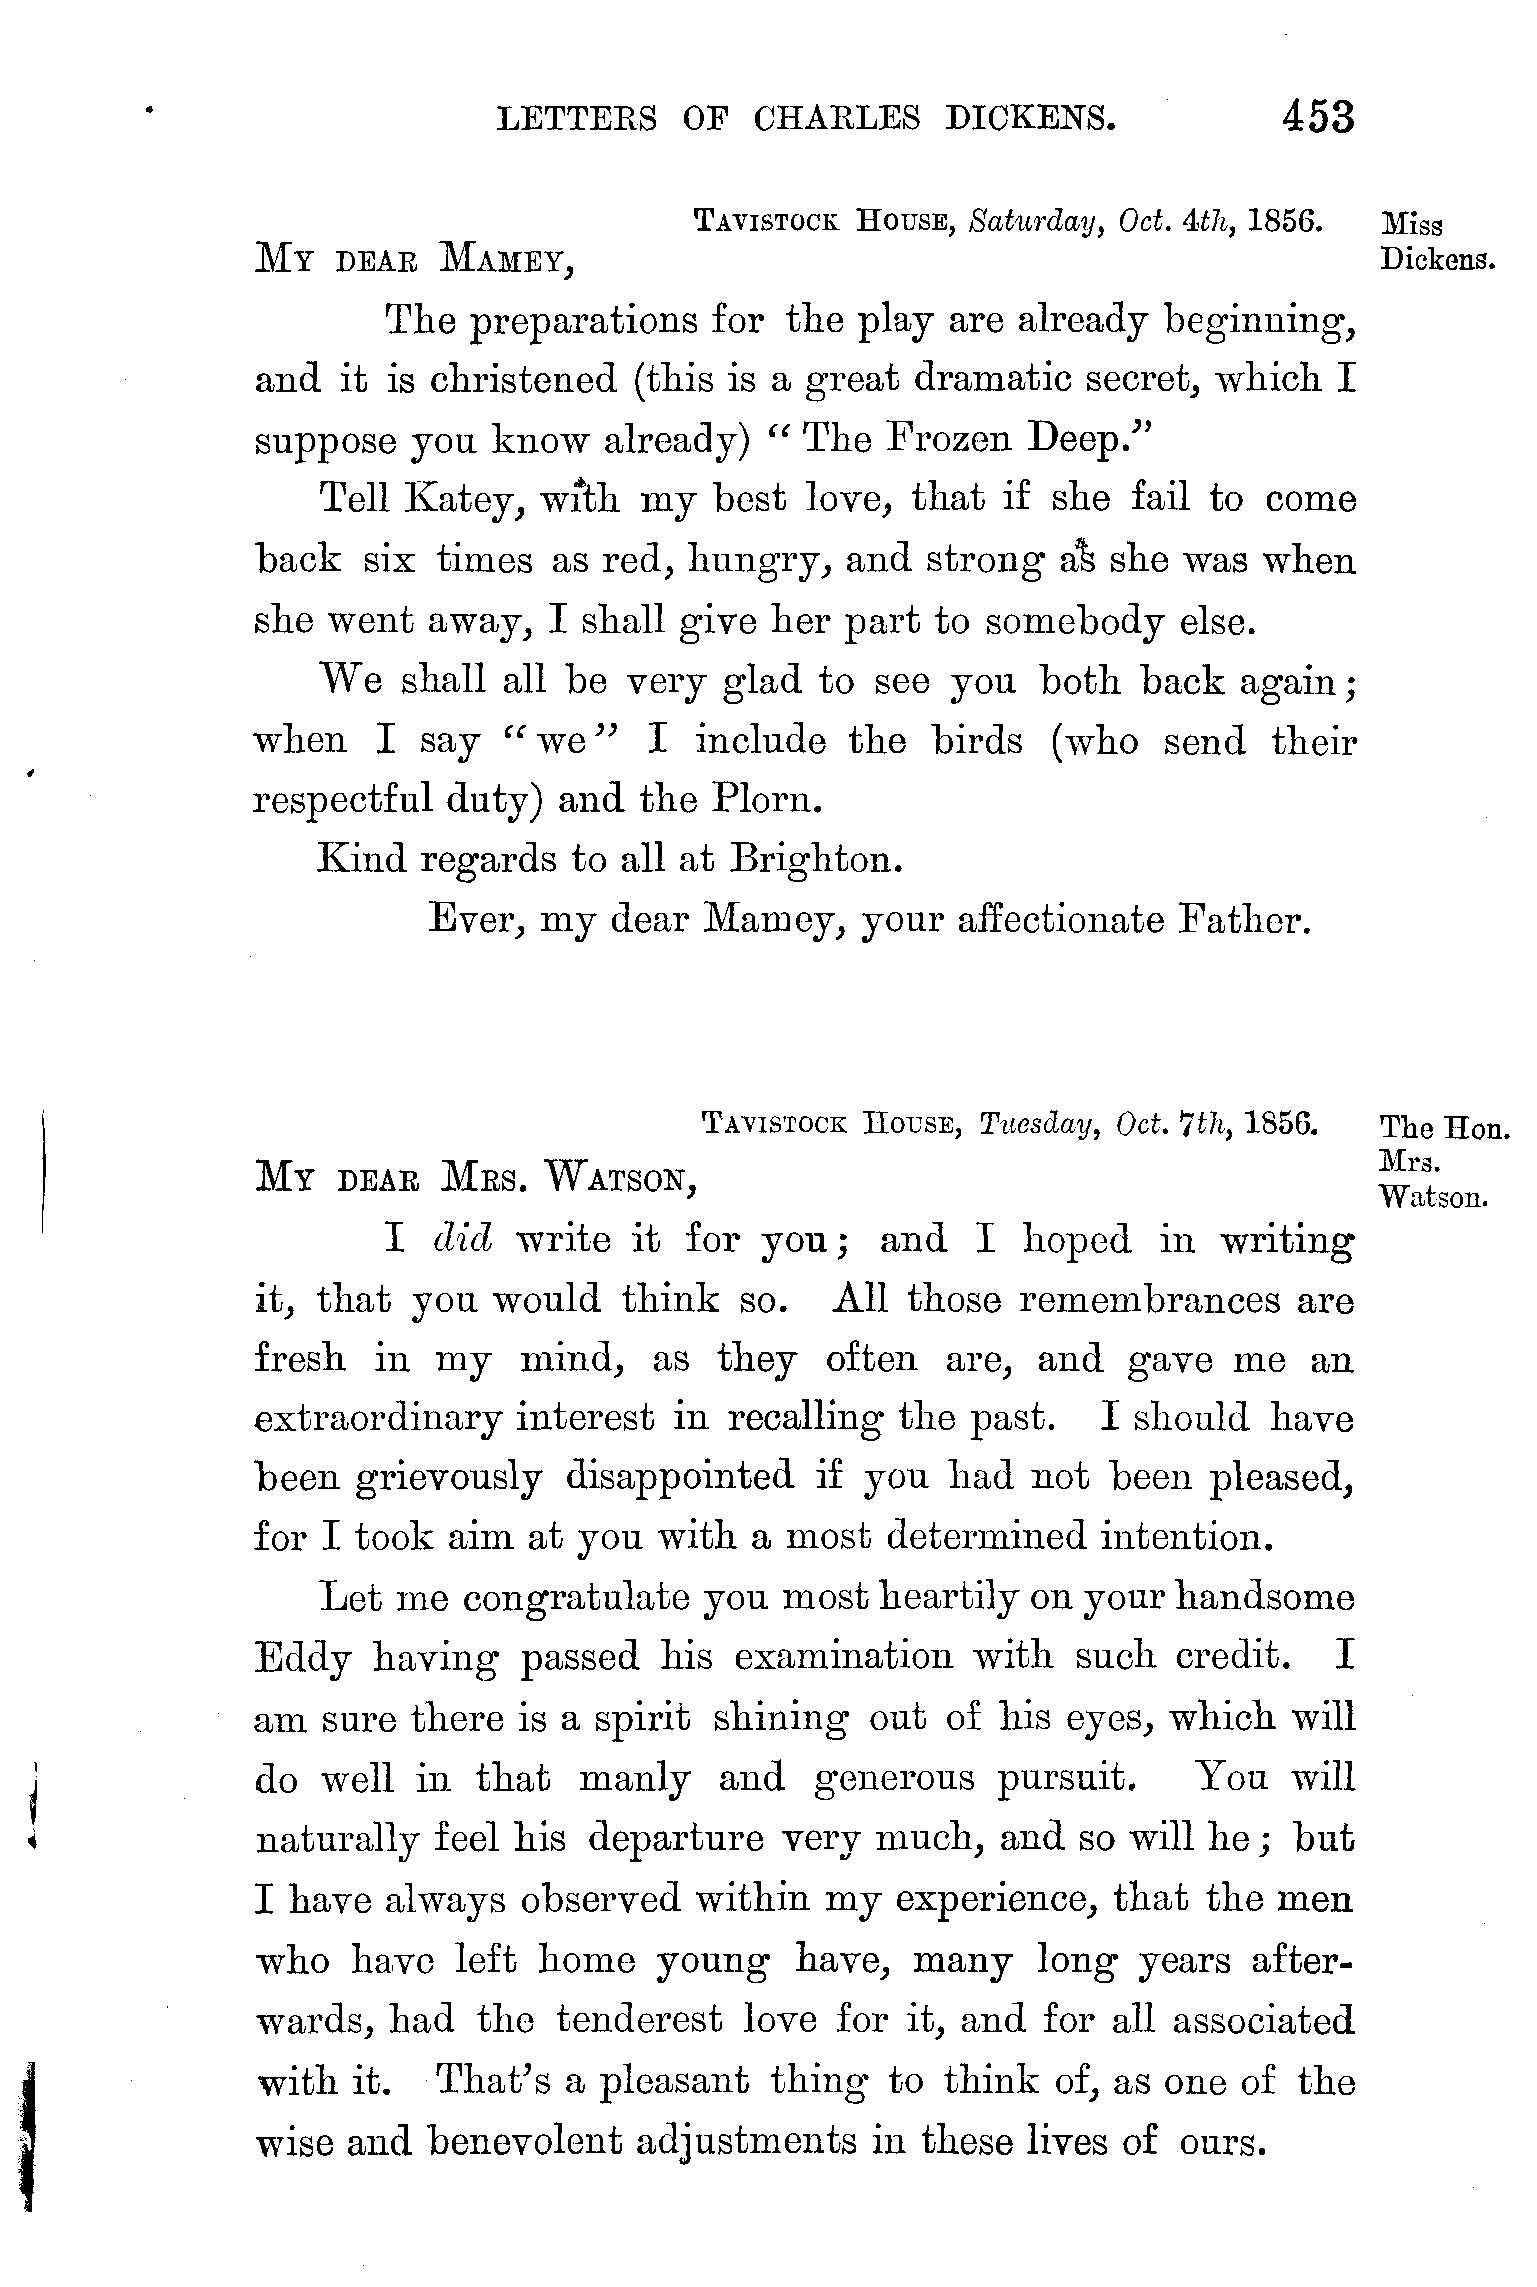 LETTERS OF CHARLES DICKENS. 453
TAVISTOCK HOUSE, Saturday, Oct. 4th, 1856.
Miss
Dickens.
MY DEAR MAMEY,
The preparations for the play are already beginning,
and it is christened (this is a great dramatic secret, which I
suppose you know already) "The Frozen Deep."
Tell Katey, with my best love, that if she fail to come
back six times as red, hungry, and strong as she was when
she went away, I shall give her part to somebody else.
We shall all be very glad to see you both back again;
when I say "we" I include the birds (who send their
respectful duty) and the Plorn.
Kind regards to all at Brighton.
Ever, my dear Mamey, your affectionate Father.
TAVISTOCK HOUSE, Tuesday, Oct. 7th, 1856.
The Hon.
Mrs.
Watson.
MY DEAR MRS. WATSON,
I did write it for you; and I hoped in writing
it, that you would think so. All those remembrances are
fresh in my mind, as they often are, and gave me an
extraordinary interest in recalling the past. I should have
been grievously disappointed if you had not been pleased,
for I took aim at you with a most determined intention.
Let me congratulate you most heartily on your handsome
Eddy having passed his examination with such credit. I
am sure there is a spirit shining out of his eyes, which will
do well in that manly and generous pursuit. You will
naturally feel his departure very much, and so will he; but
I have always observed within my experience, that the men
who have left home young have, many long years after-
wards, had the tenderest love for it, and for all associated
with it. That's a pleasant thing to think of, as one of the
wise and benevolent adjustments in these lives of ours.